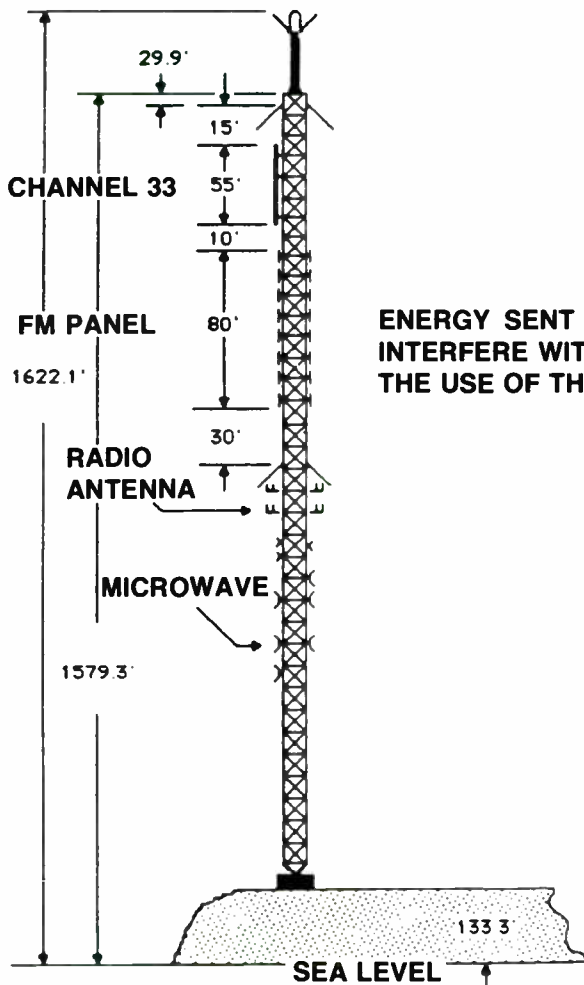 29.9'
15'
CHANNEL 33
55'
10'
FM PANEL
80'
ENERGY SENT
INTERFERE WIT
THE USE OF TH
1622.1'
30'
RADIO
ANTENNA
MICROWAVE
1579.3'
133 3'
SEA LEVEL